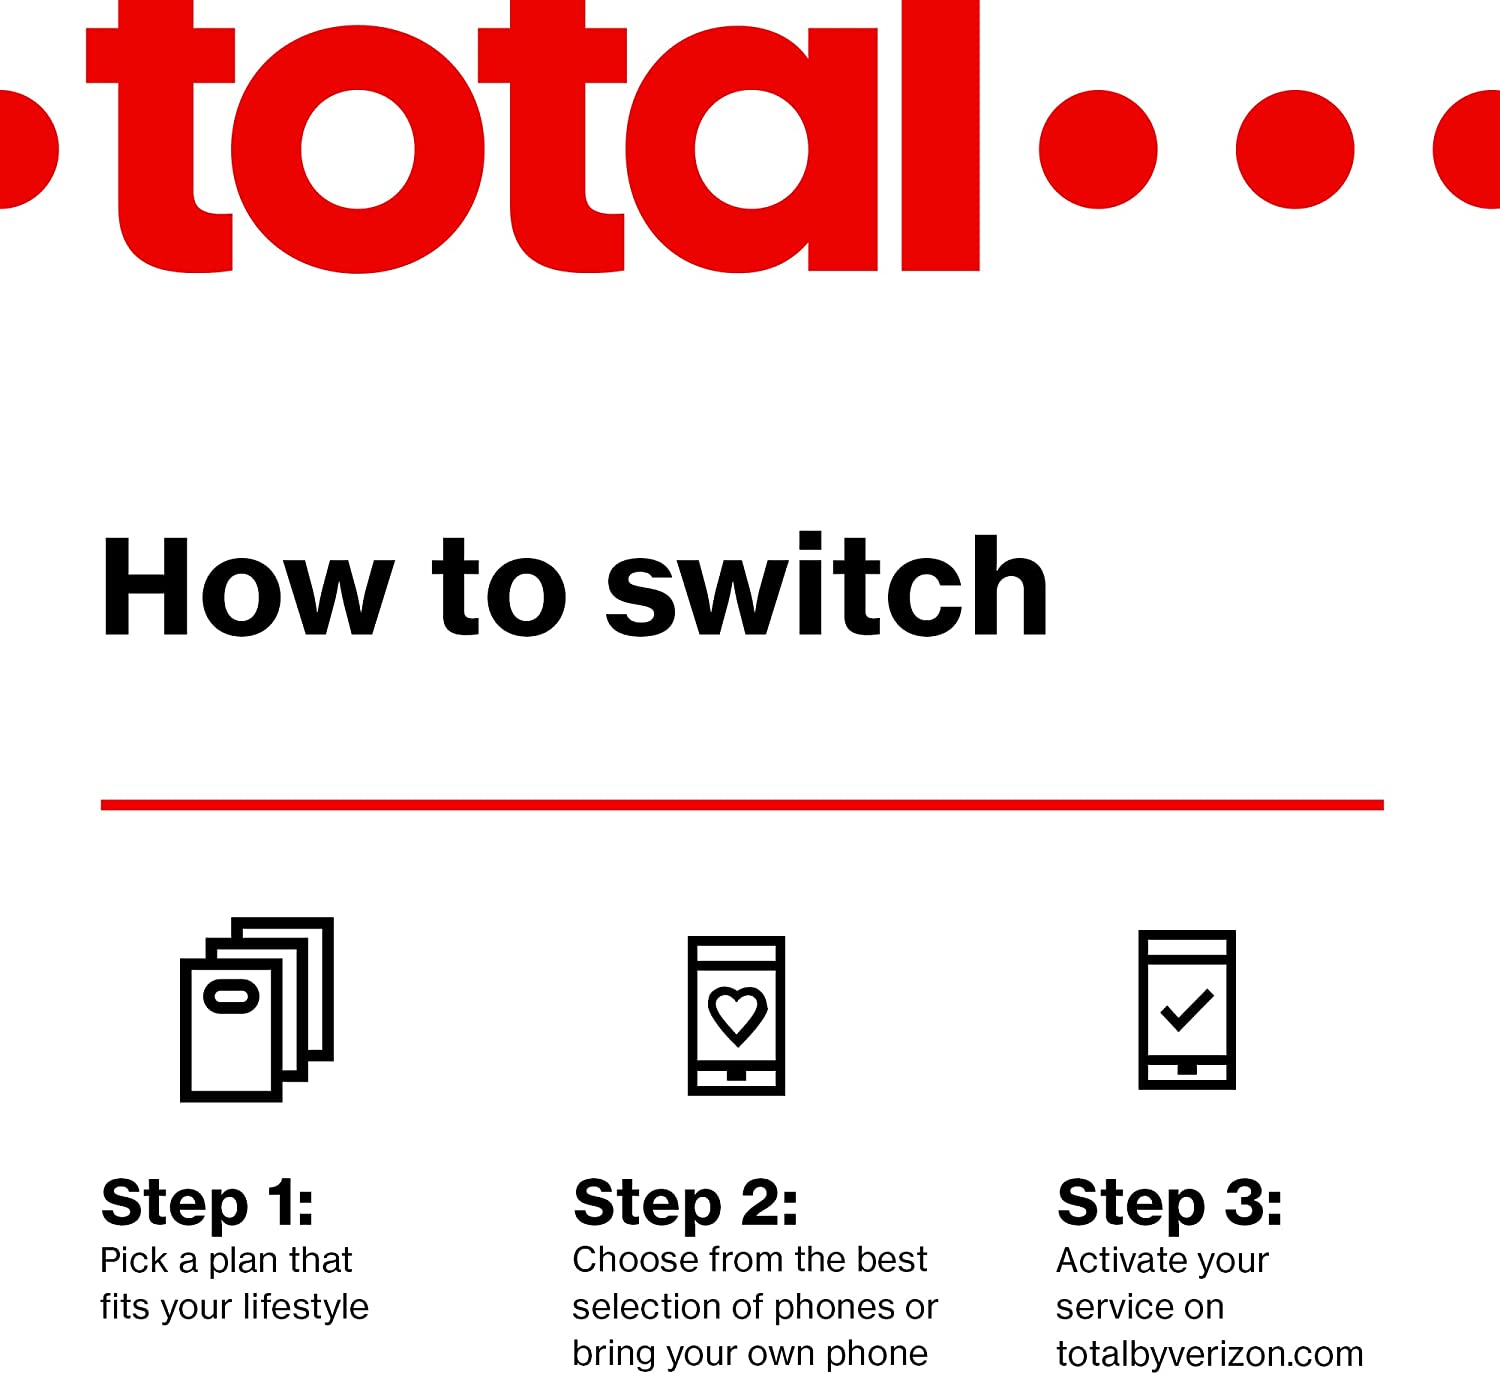 total
How to switch
Step 1:
Pick a plan that
fits your lifestyle
Step 2:
Choose from the best
selection of phones or
bring your own phone
Step 3:
Activate your
service on
totalbyverizon.com